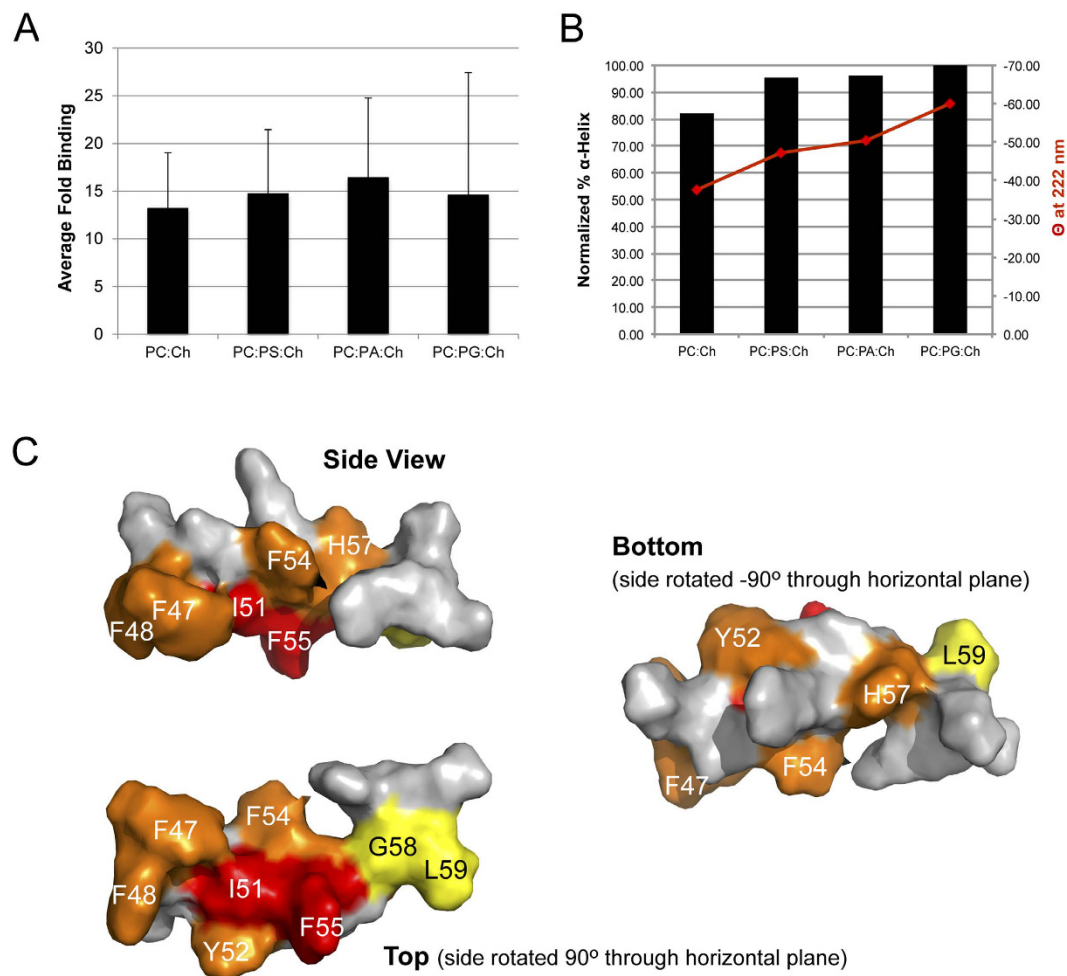 A
30
25
20
15
10
5
0
Average Fold Binding
PC:Ch PC:PS:Ch PC:PA:Ch PC:PG:Ch
B
100.00
90.00
80.00
70.00
60.00
50.00
40.00
30.00
20.00
10.00
0.00
Normalized % α-Helix
-70.00
-60.00
-50.00
-40.00
-30.00
-20.00
-10.00
0.00
Θ at 222 nm
PC:Ch PC:PS:Ch PC:PA:Ch PC:PG:Ch
C
Side View
F54 H57
F47 I51
F48 F55
Bottom
(side rotated -90º through horizontal plane)
Y52
L59
H57
F47 F54
F47 F54
G58
L59
F48 I51
F55
Y52
Top (side rotated 90º through horizontal plane)